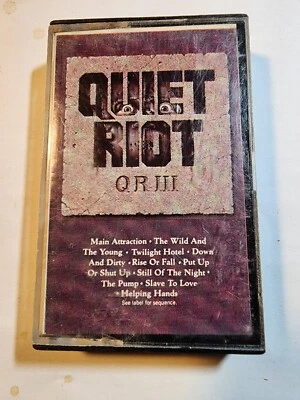 QUIET
RIOT
QR III
Main Attraction • The Wild And
The Young • Twilight Hotel • Down
And Dirty • Rise Or Fall • Put Up
Or Shut Up • Still Of The Night •
The Pump • Slave To Love
• Helping Hands
See label for sequence.